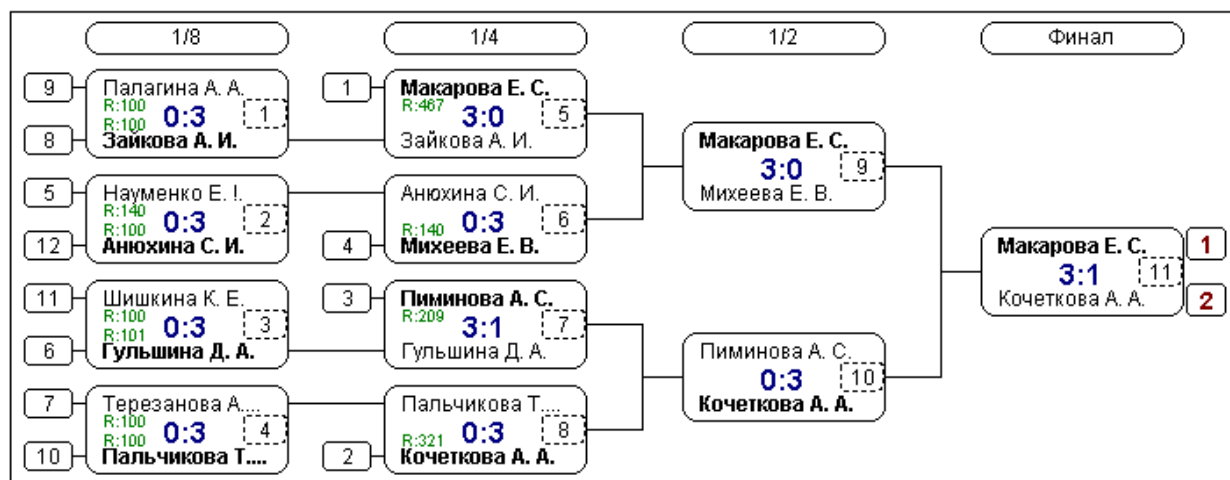 1/8
1/4
1/2
Финал
9
Палагина А. А.
R:100
R:100
0:3
1
8
Зайкова А. И.
5
Науменко Е. !.
R:140
R:100
0:3
2
12
Анюхина С. И.
11
Шишкина К. Е.
R:100
R:101
0:3
3
6
Гульшина Д. А.
7
Терезанова А....
R:100
R:100
0:3
4
10
Пальчикова Т....
1
Макарова Е. С.
R:467
3:0
5
Зайкова А. И.
Анюхина С. И.
R:140
0:3
6
4
Михеева Е. В.
3
Пиминова А. С.
R:209
3:1
7
Гульшина Д. А.
Пальчикова Т....
R:321
0:3
8
2
Кочеткова А. А.
Макарова Е. С.
3:0
9
Михеева Е. В.
Пиминова А. С.
0:3
10
Кочеткова А. А.
Макарова Е. С.
3:1
11
Кочеткова А. А.
1
2